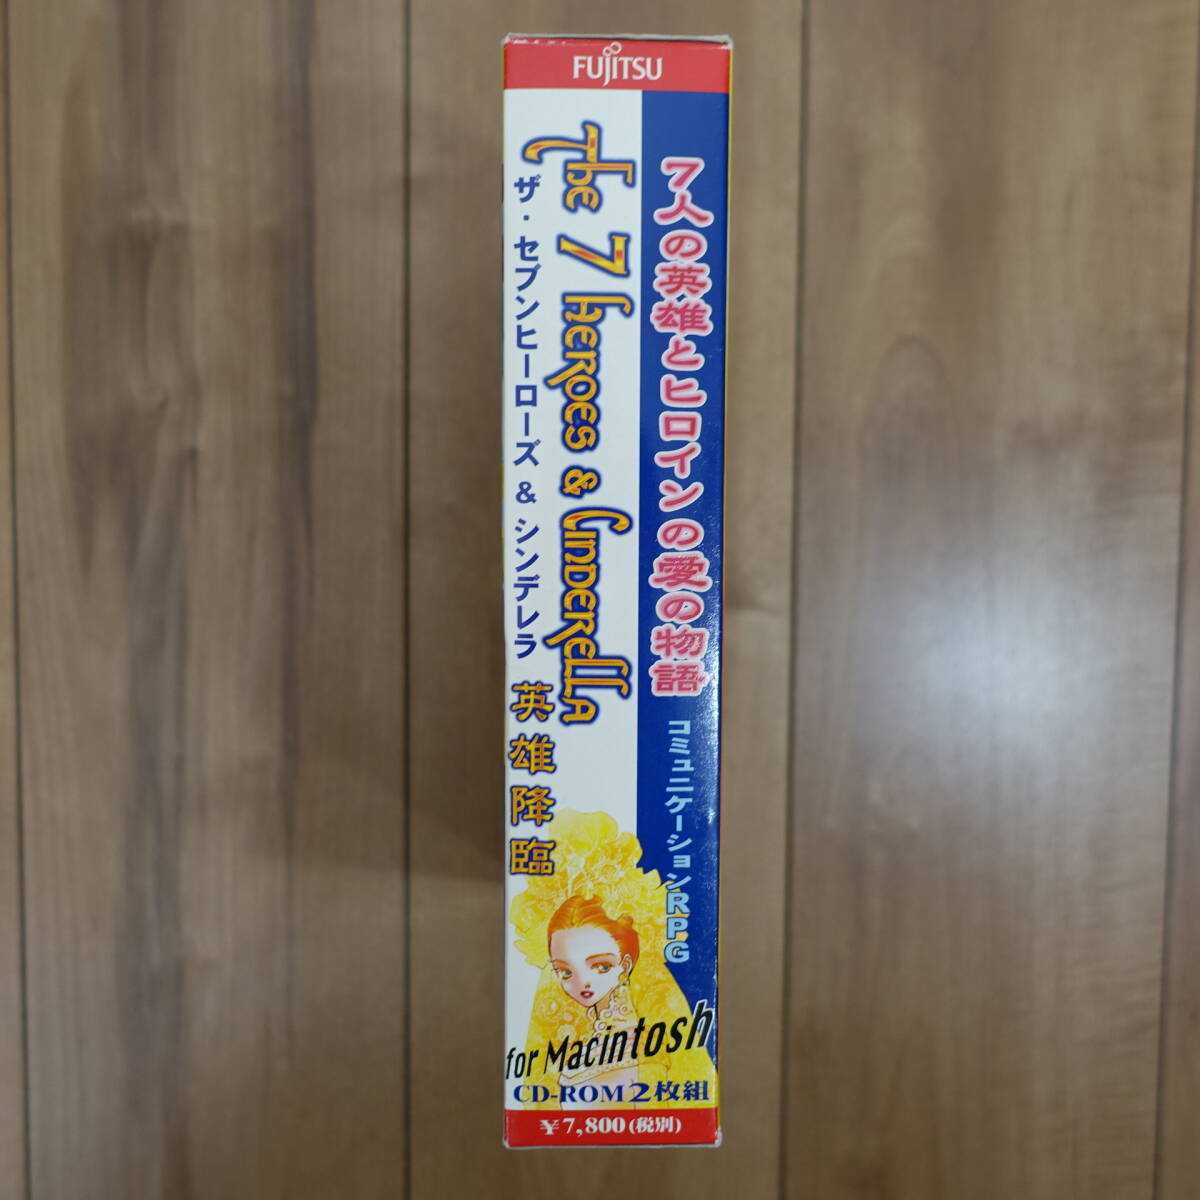 FUJITSU
7人の英雄とヒロインの愛の物語
コミュニケーションRPG
The 7 heroes & Cinderella
ザ・セブンヒーローズ & シンデレラ
英雄降臨
for Macintosh
CD-ROM 2枚組
¥7,800(税別)